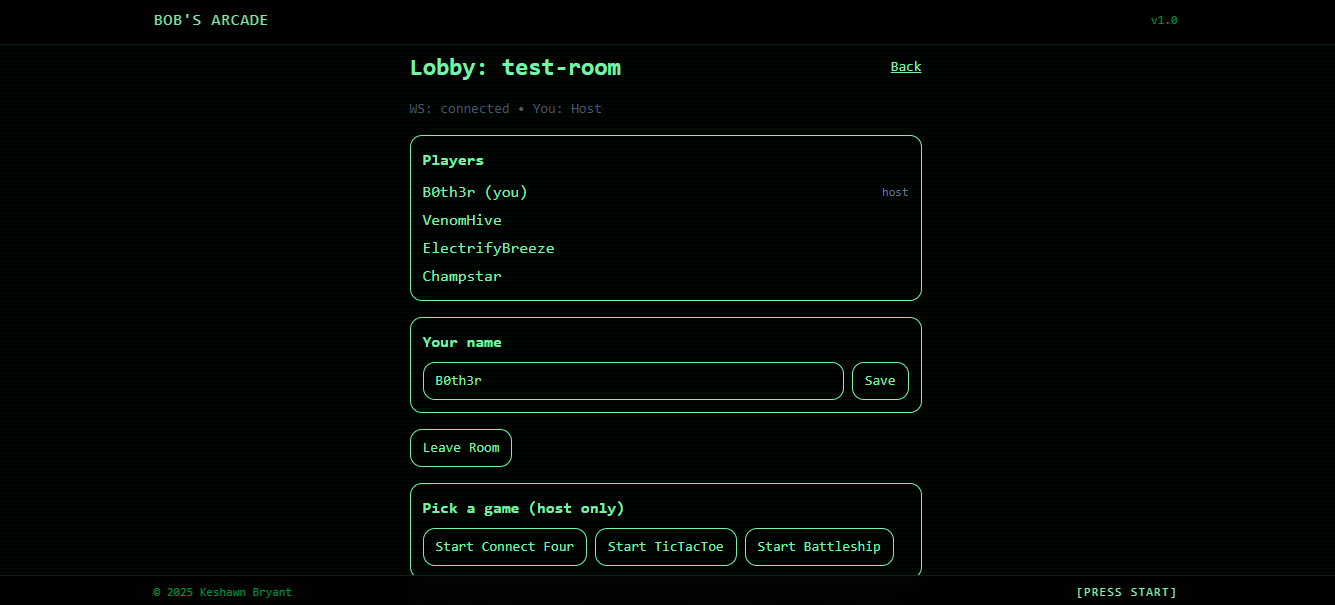 BOB'S ARCADE v1.0
Lobby: test-room Back
WS: connected • You: Host
Players
B0th3r (you) host
VenomHive
ElectrifyBreeze
Champstar
Your name
B0th3r Save
Leave Room
Pick a game (host only)
Start Connect Four Start TicTacToe Start Battleship
© 2025 Keshawn Bryant [PRESS START]